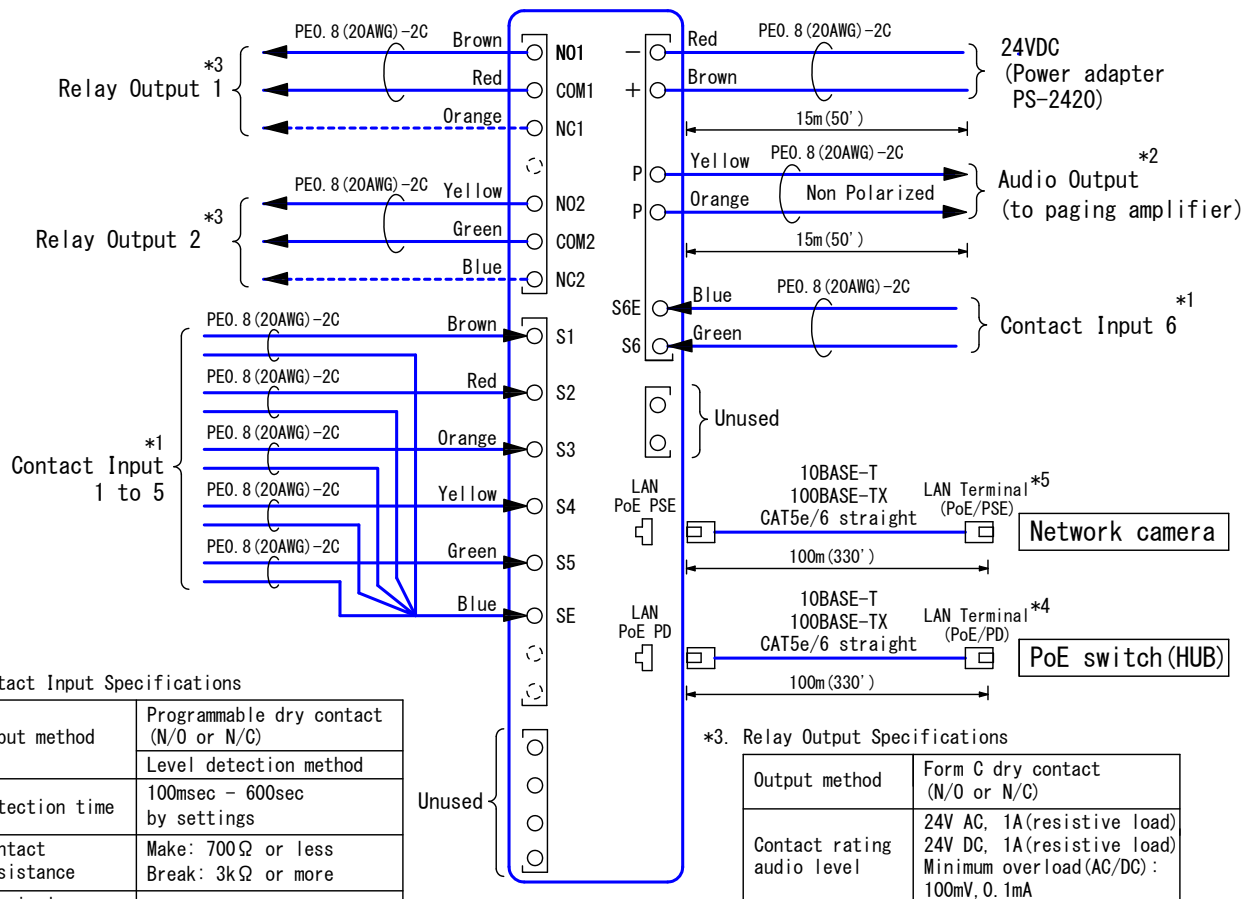 PE0.8(20AWG)-2C
Brown
NO1
*3
Relay Output 1
Red
COM1
Orange
NC1
PE0.8(20AWG)-2C
Yellow
NO2
*3
Relay Output 2
Green
COM2
Blue
NC2
PE0.8(20AWG)-2C
Brown
S1
PE0.8(20AWG)-2C
Red
S2
PE0.8(20AWG)-2C
Orange
S3
*1
Contact Input
1 to 5
PE0.8(20AWG)-2C
Yellow
S4
PE0.8(20AWG)-2C
Green
S5
Blue
SE
Unused
−
Red
PE0.8(20AWG)-2C
+
Brown
24VDC
(Power adapter
PS-2420)
15m(50')
P
Yellow
PE0.8(20AWG)-2C
P
Orange
Non Polarized
*2
Audio Output
(to paging amplifier)
15m(50')
S6E
Blue
PE0.8(20AWG)-2C
S6
Green
Contact Input 6 *1
Unused
LAN
PoE PSE
10BASE-T
100BASE-TX
CAT5e/6 straight
LAN Terminal *5
(PoE/PSE)
Network camera
100m(330')
LAN
PoE PD
10BASE-T
100BASE-TX
CAT5e/6 straight
LAN Terminal *4
(PoE/PD)
PoE switch(HUB)
100m(330')
tact Input Specifications
put method
Programmable dry contact
(N/O or N/C)
Level detection method
tection time
100msec - 600sec
by settings
ntact
sistance
Make: 700Ω or less
Break: 3kΩ or more
*3. Relay Output Specifications
Output method
Form C dry contact
(N/O or N/C)
Contact rating
audio level
24V AC, 1A(resistive load)
24V DC, 1A(resistive load)
Minimum overload(AC/DC):
100mV,0.1mA